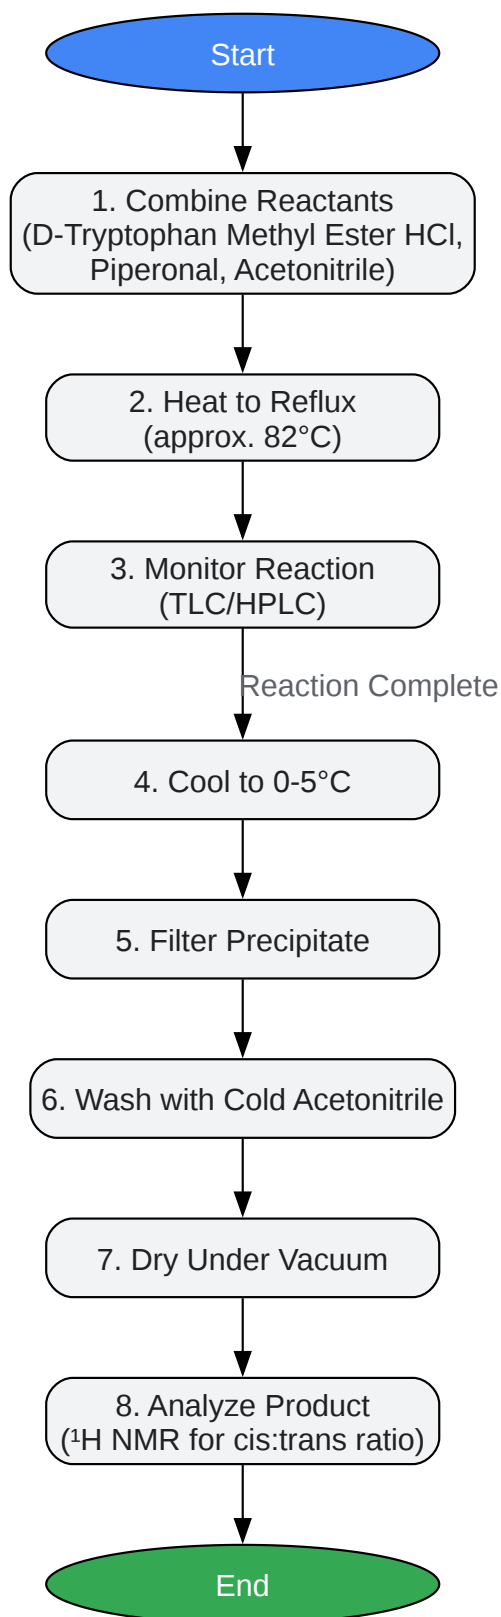 Start
1. Combine Reactants
(D-Tryptophan Methyl Ester HCl,
Piperonal, Acetonitrile)
2. Heat to Reflux
(approx. 82°C)
3. Monitor Reaction
(TLC/HPLC)
Reaction Complete
4. Cool to 0-5°C
5. Filter Precipitate
6. Wash with Cold Acetonitrile
7. Dry Under Vacuum
8. Analyze Product
(¹H NMR for cis:trans ratio)
End